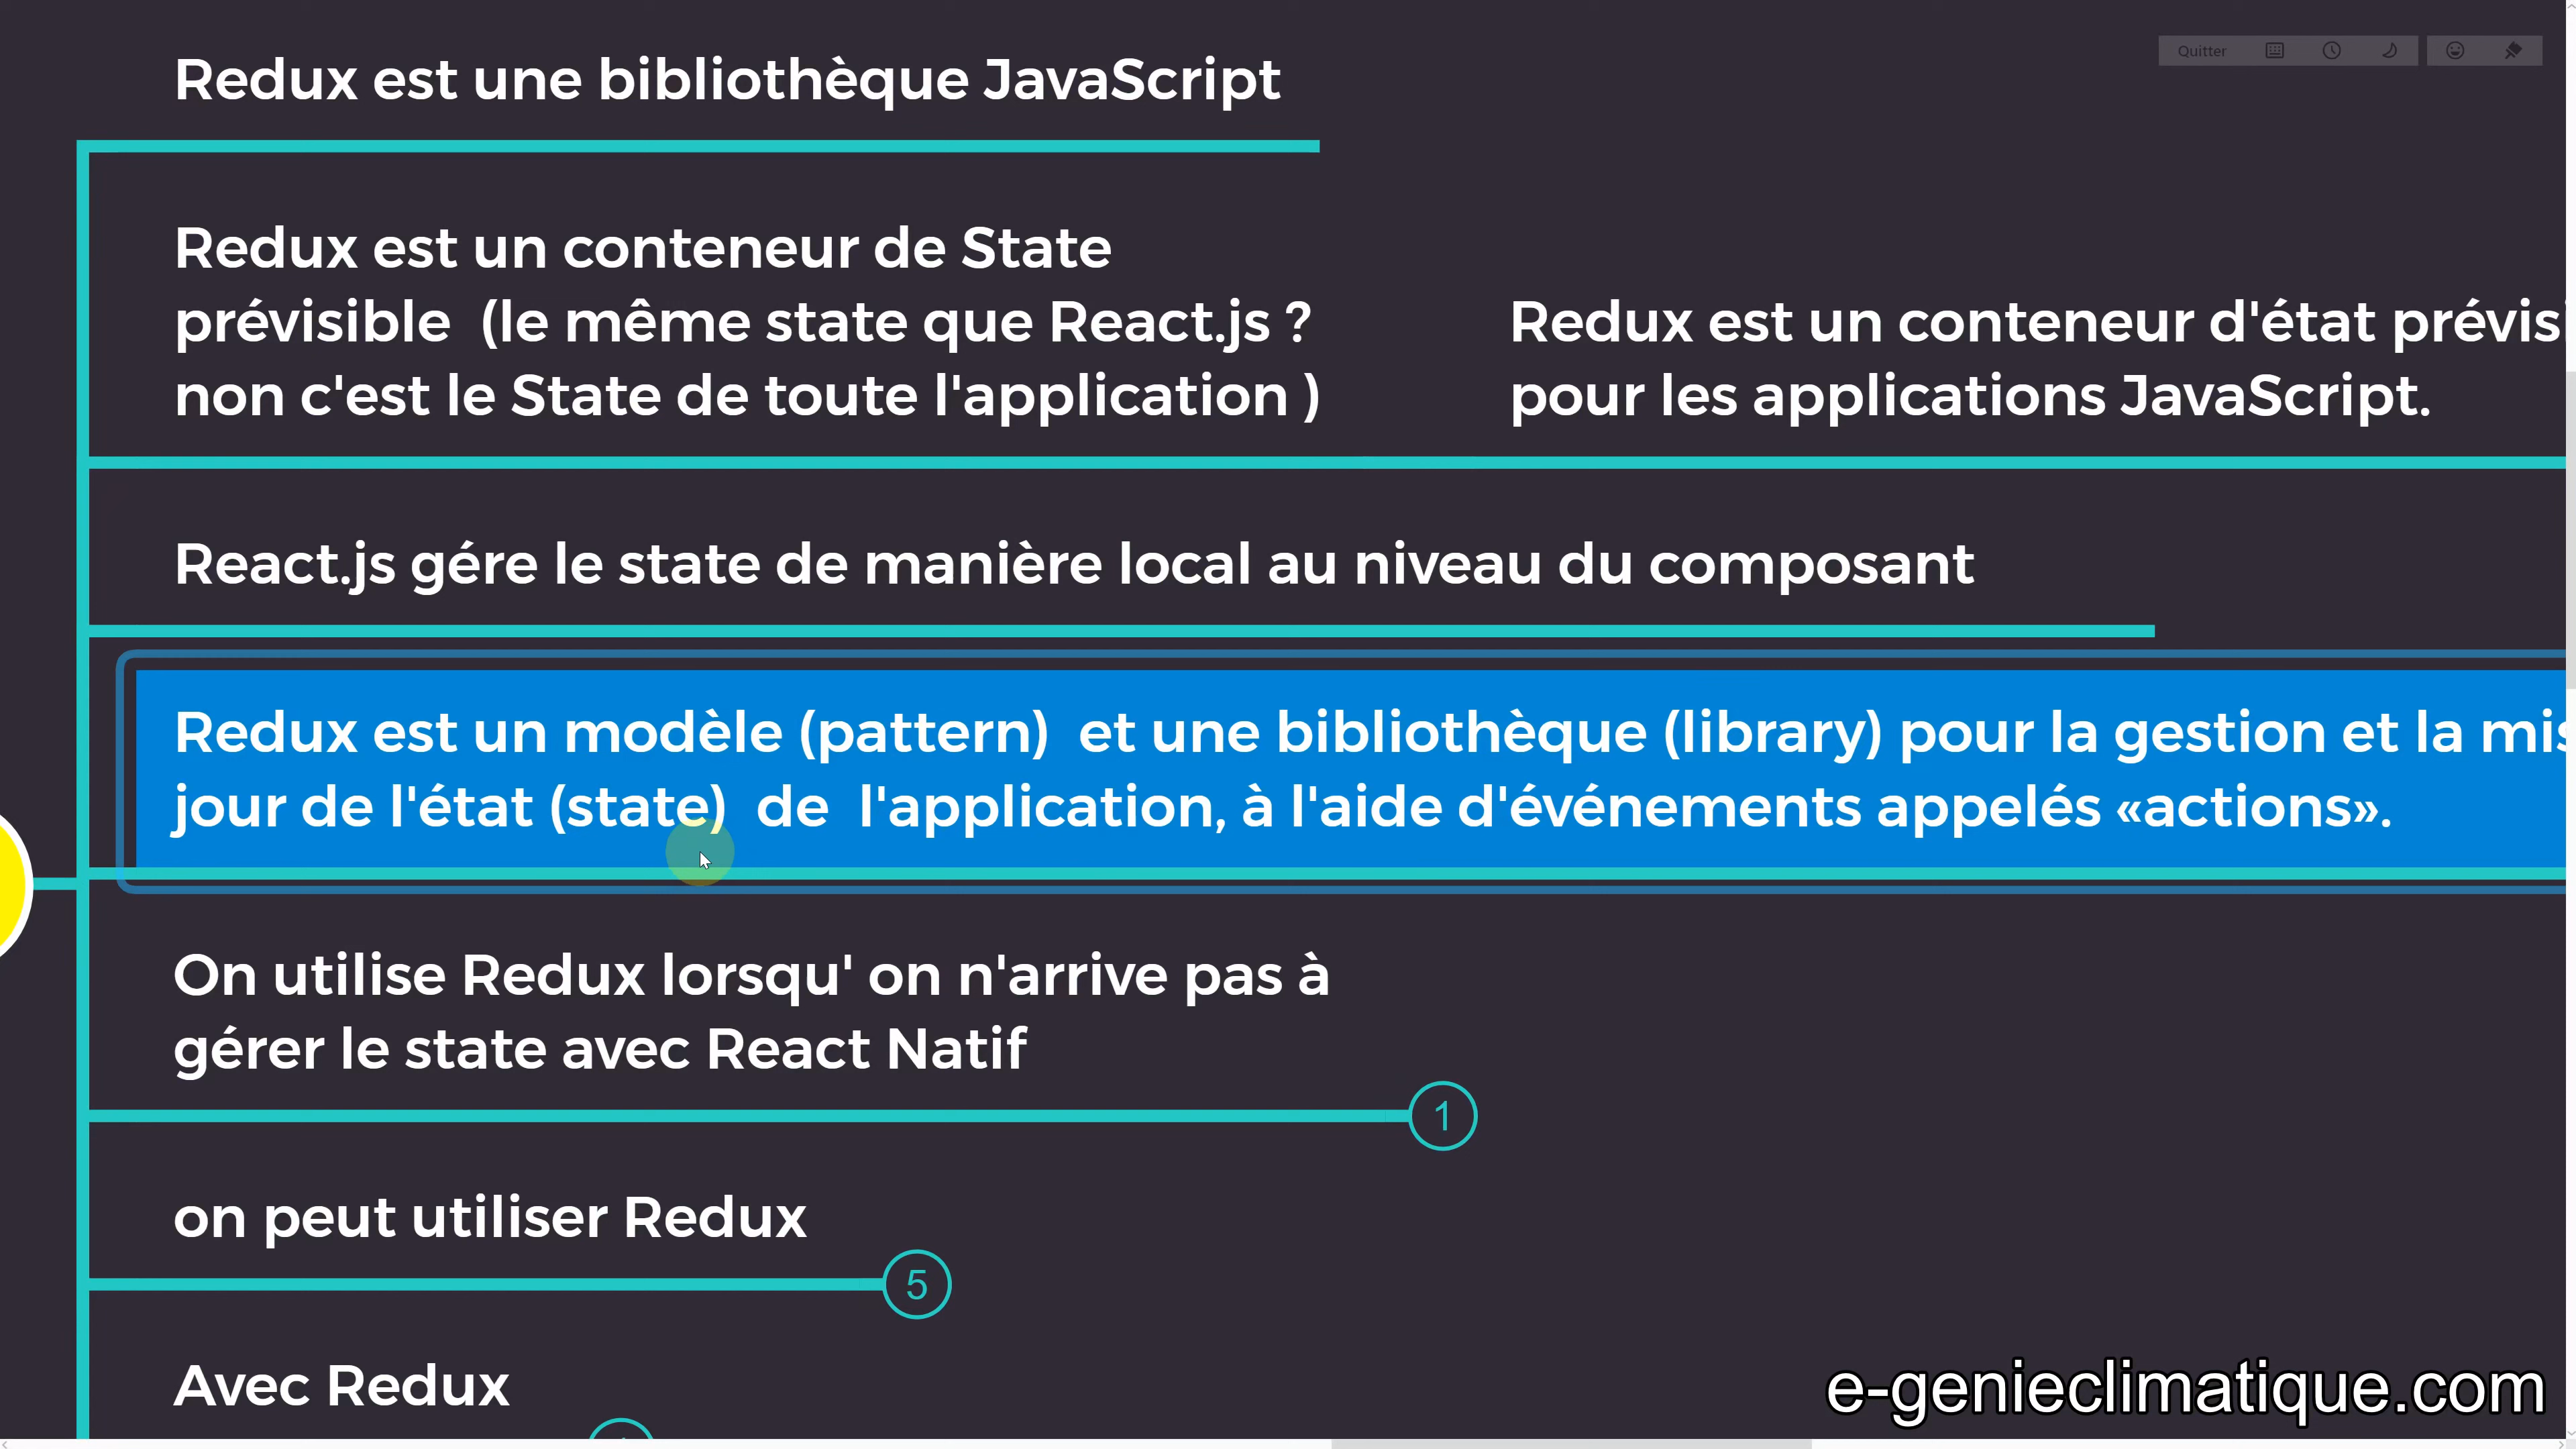 Quitter
Redux est une bibliothèque JavaScript
Redux est un conteneur de State
prévisible (le même state que React.js ?
non c'est le State de toute l'application )
Redux est un conteneur d'état
pour les applications JavaScript.
React.js gére le state de manière local au niveau du composant
Redux est un modèle (pattern) et une bibliothèque (library) pour la gestion et la
jour de l'état (state) de l'application, à l'aide d'événements appelés «actions».
On utilise Redux lorsqu' on n'arrive pas à
gérer le state avec React Natif
1
on peut utiliser Redux
5
Avec Redux
e-genieclimatique.com